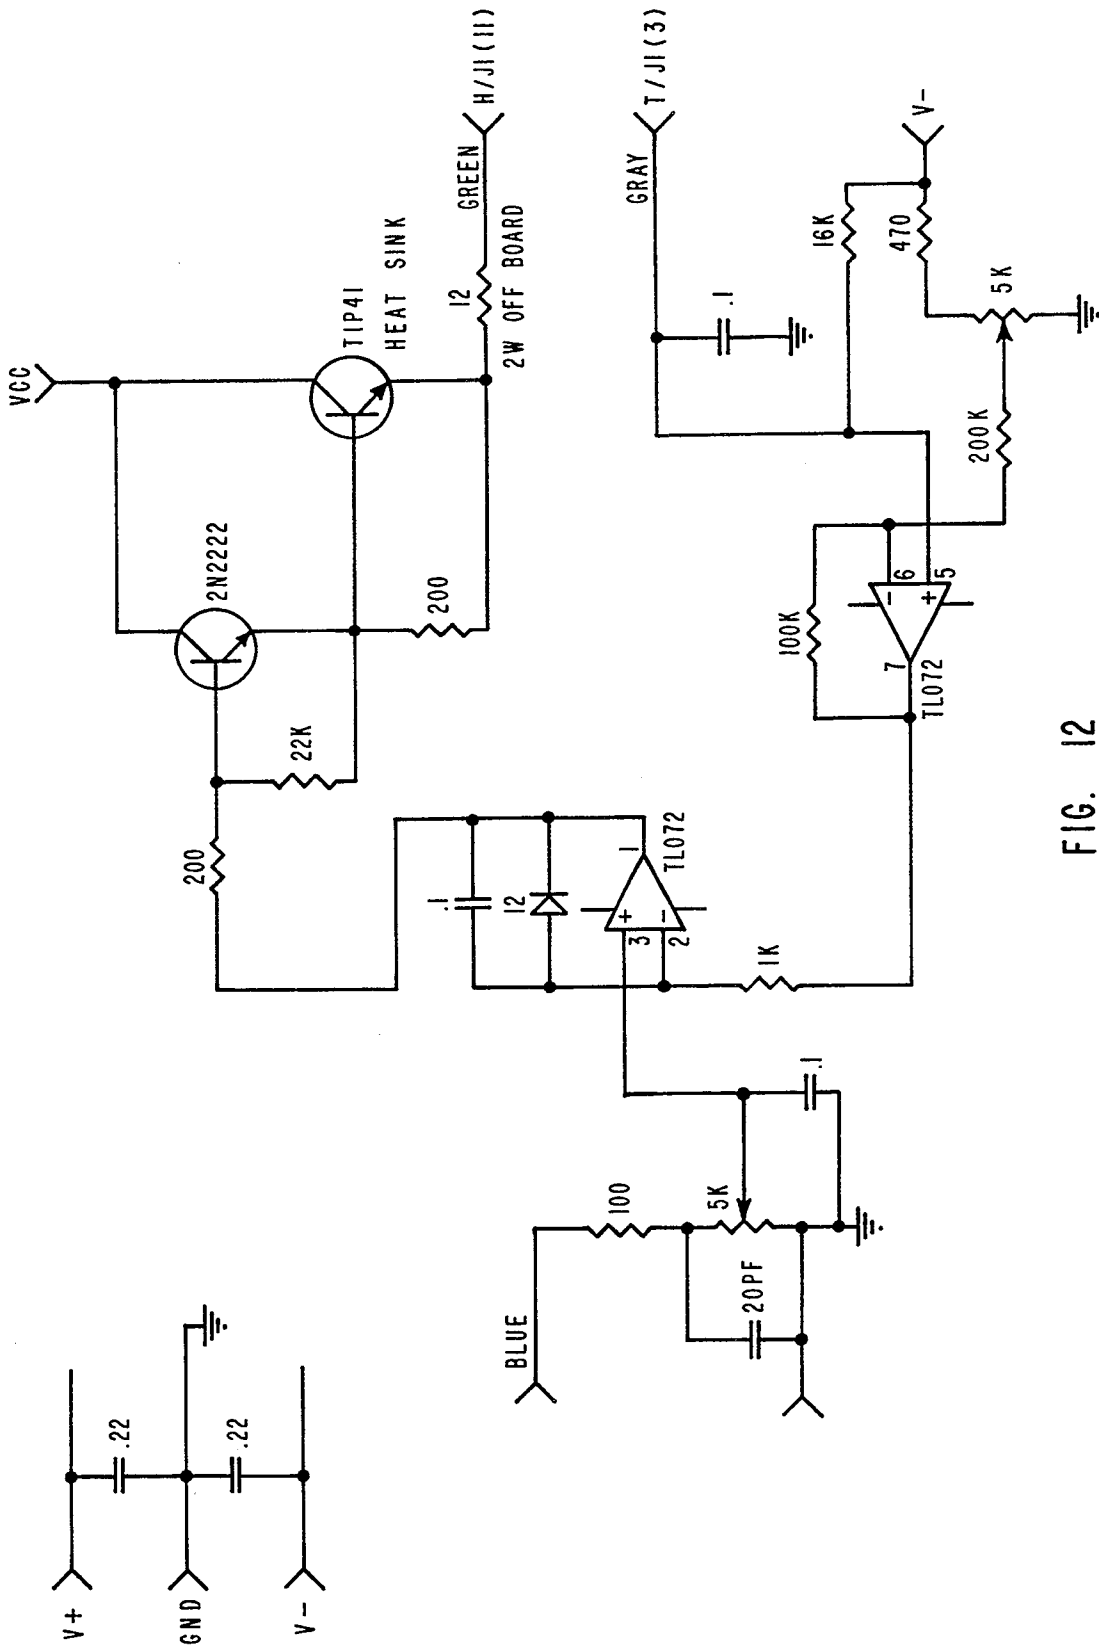 V+
GND
V-
.22
.22
BLUE
100
5K
20PF
.1
200
22K
2N2222
200
VCC
TIP41
HEAT SINK
12
2W OFF BOARD
GREEN
H/J1(11)
.1
12
+
3
-
2
1
TL072
1K
100K
-
6
+
5
7
TL072
GRAY
T/J1(3)
.1
16K
470
V-
200K
5K
FIG. 12